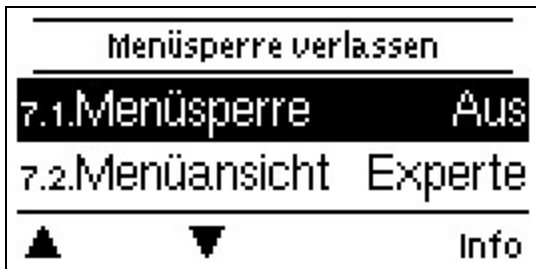 Menüsperre verlassen
7.1.Menüsperre Aus
7.2.Menüansicht Experte
▲ ▼ Info